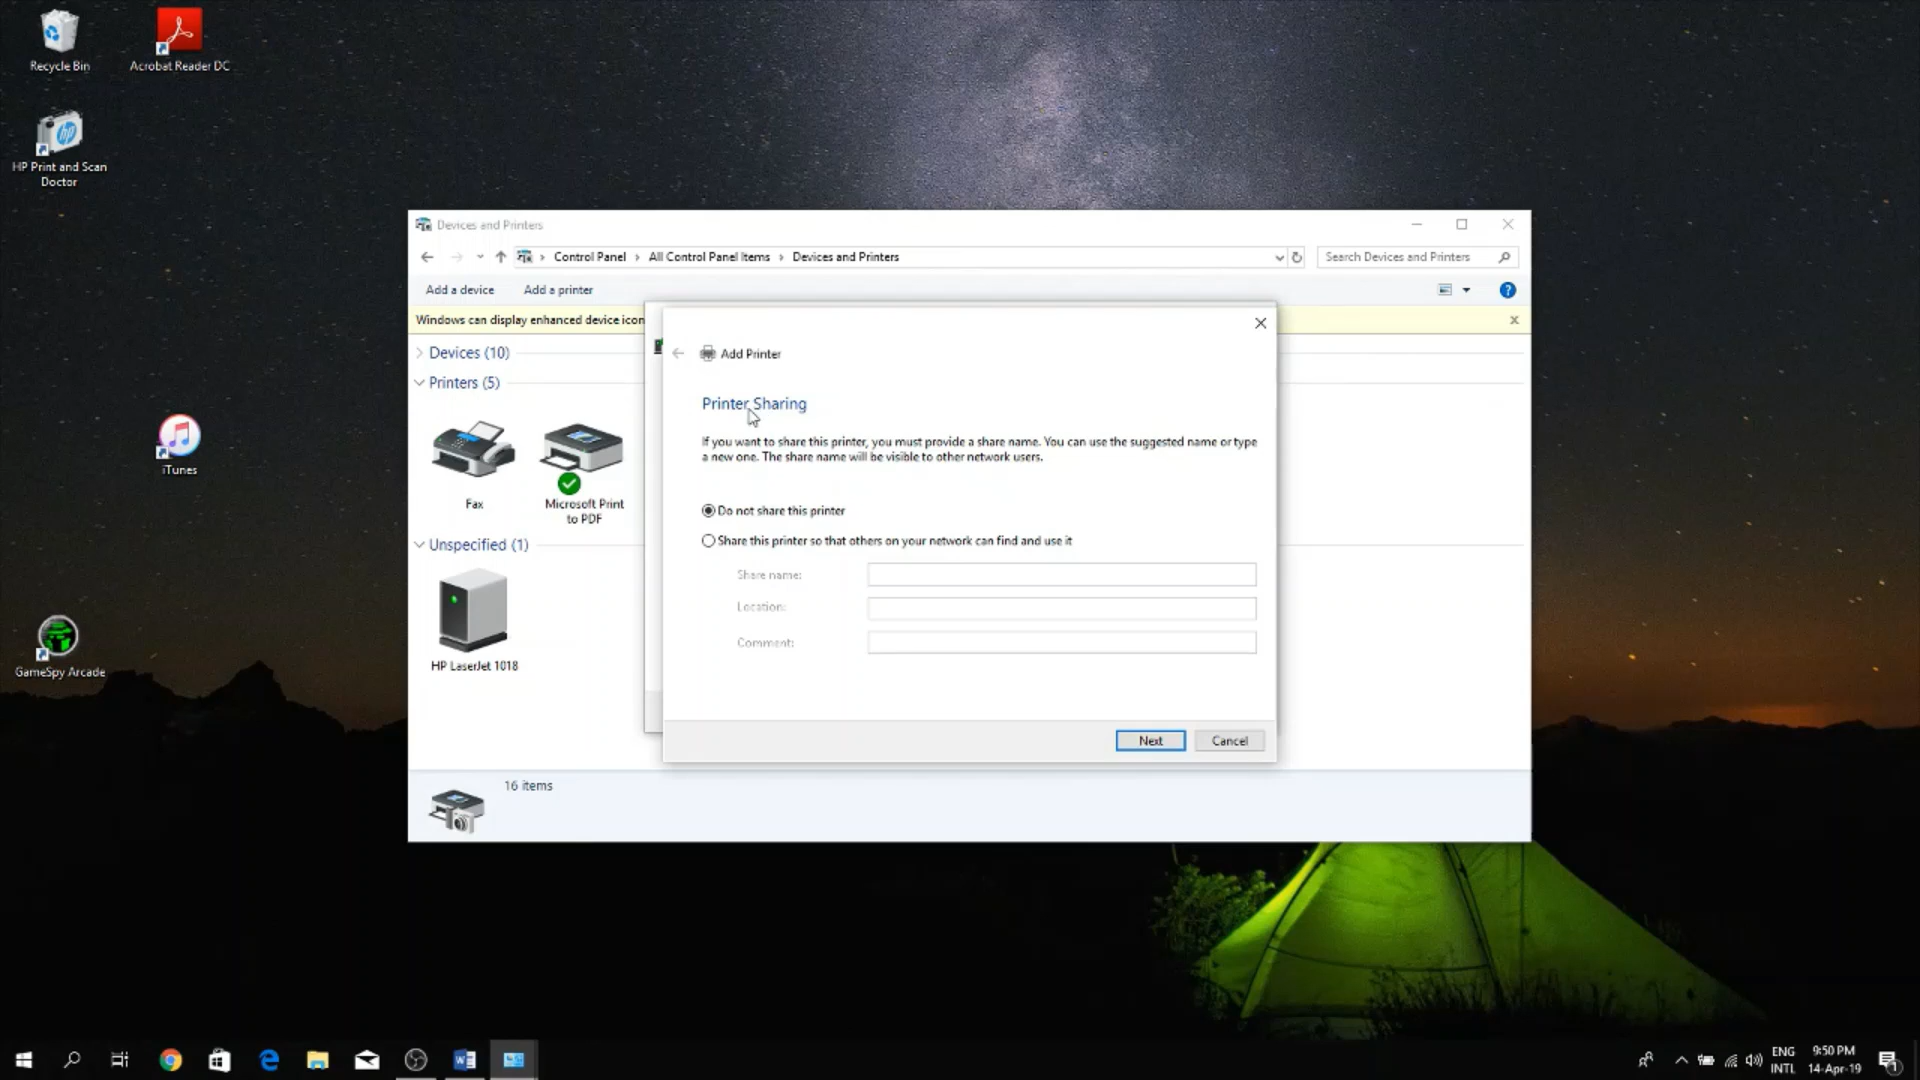 Recycle Bin
Acrobat Reader DC
HP Print and Scan
Doctor
iTunes
GameSpy Arcade
Devices and Printers
Control Panel
All Control Panel Items
Devices and Printers
Search Devices and Printers
Add a device
Add a printer
?
Windows can display enhanced device icon
Devices (10)
Printers (5)
Fax
Microsoft Print
to PDF
Unspecified (1)
HP LaserJet 1018
16 items
Add Printer
Printer Sharing
If you want to share this printer, you must provide a share name. You can use the suggested name or type
a new one. The share name will be visible to other network users.
Do not share this printer
Share this printer so that others on your network can find and use it
Share name:
Location:
Comment:
Next
Cancel
ENG
INTL
9:50 PM
14-Apr-19
1